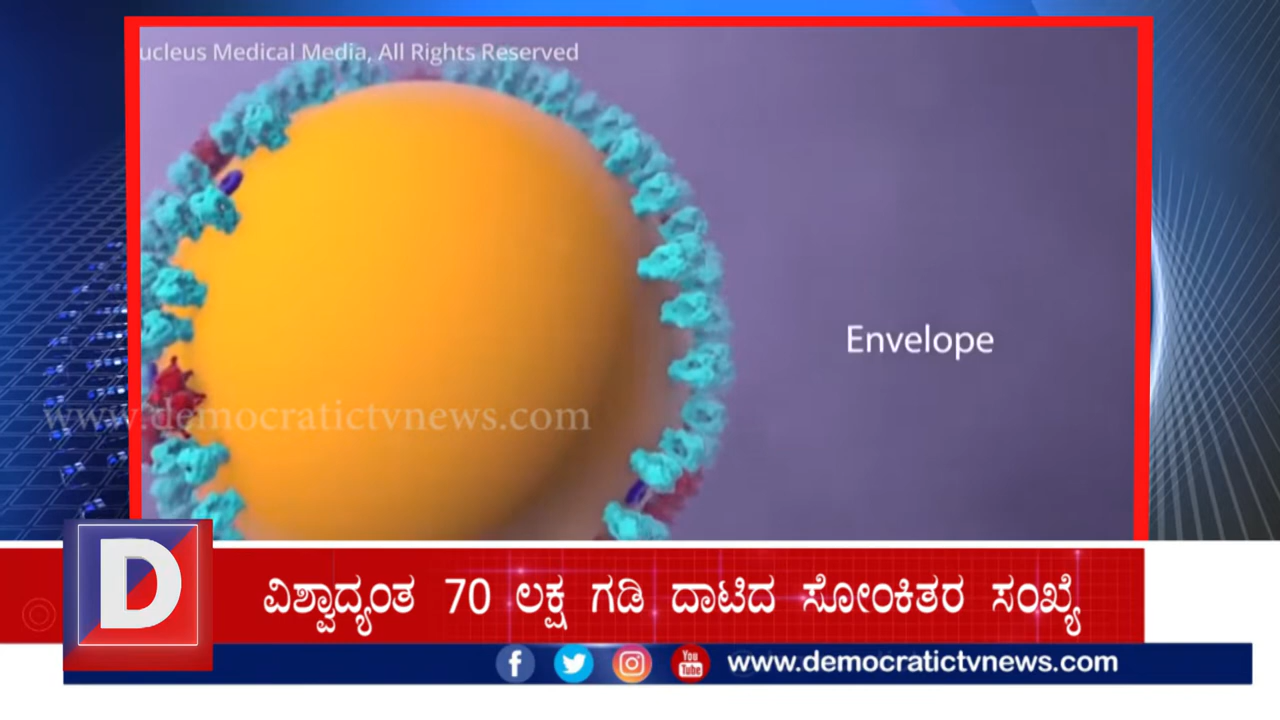 ucleus Medical Media, All Rights Reserved
Envelope
www.democratictvnews.com
D
ವಿಶ್ವಾದ್ಯಂತ 70 ಲಕ್ಷ ಗಡಿ ದಾಟಿದ ಸೋಂಕಿತರ ಸಂಖ್ಯೆ
You Tube www.democratictvnews.com